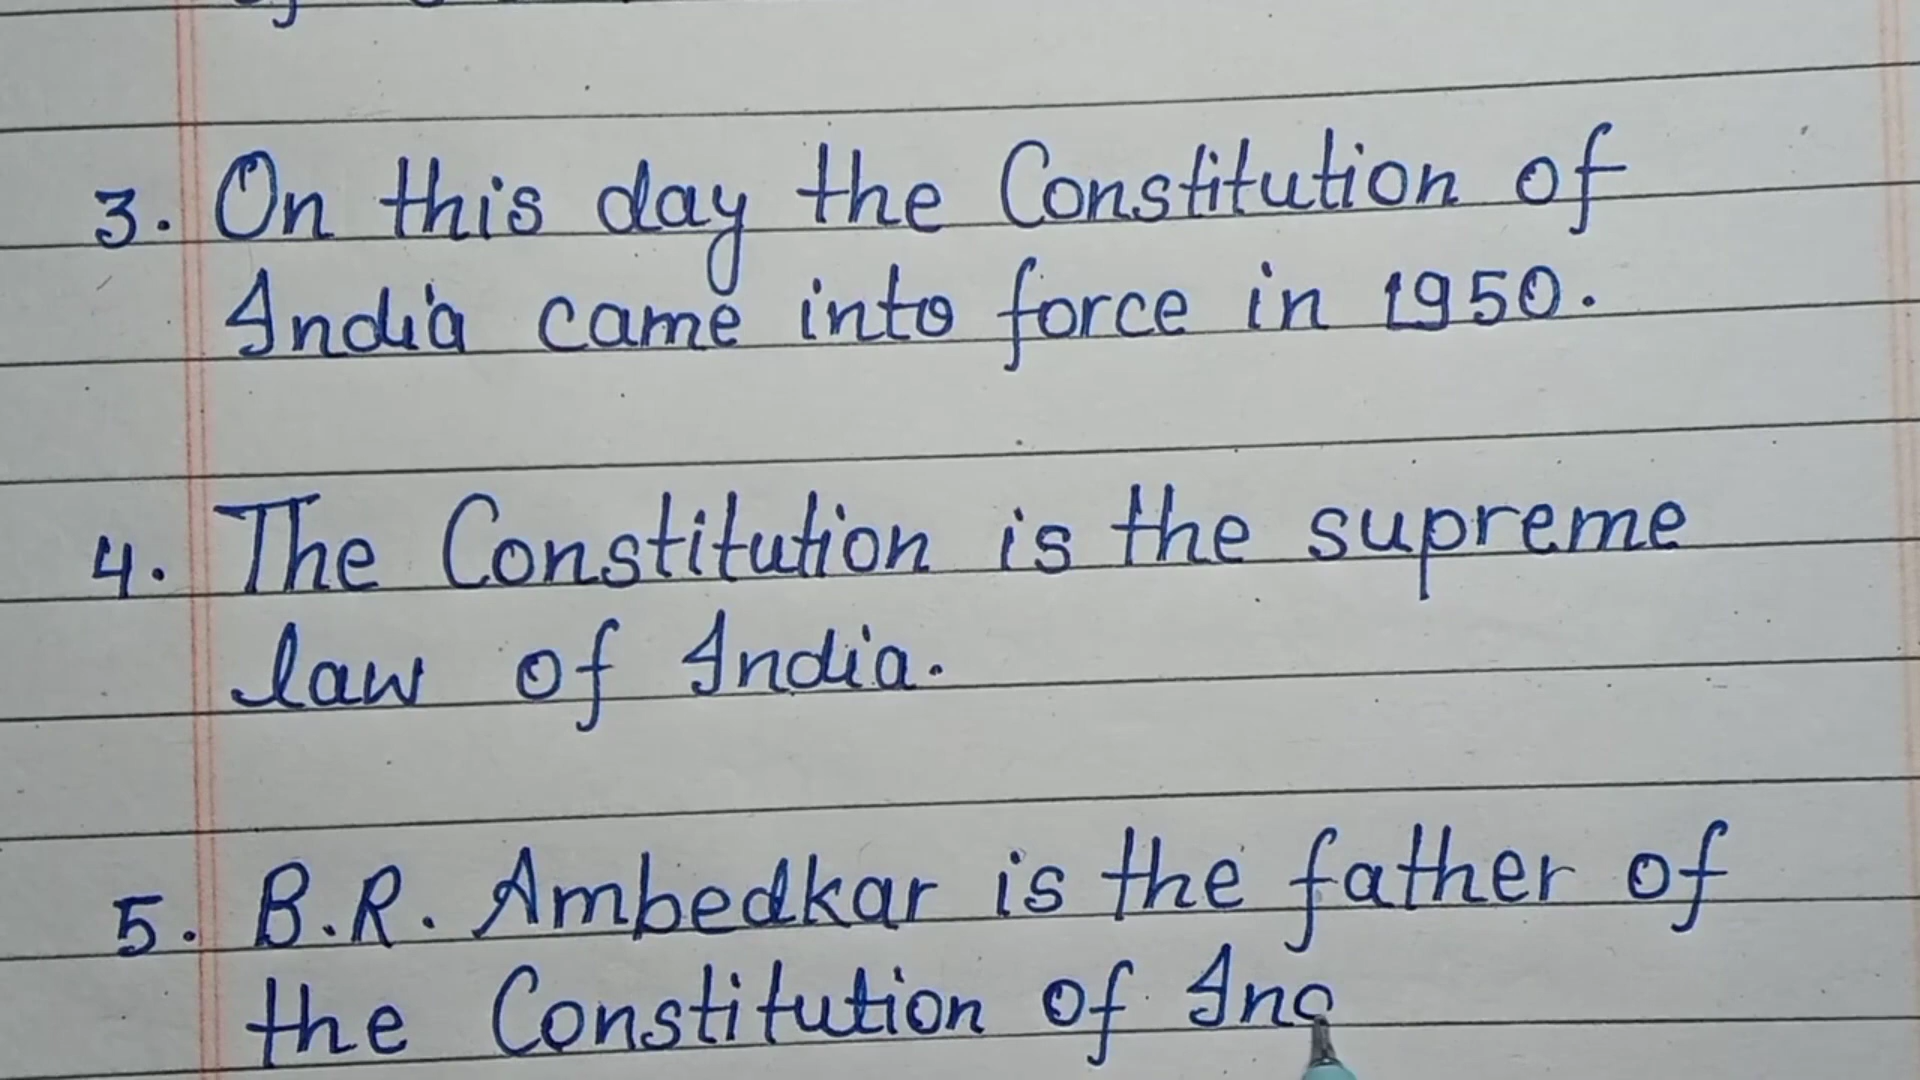 3. On this day the Constitution of
India came into force in 1950.
4. The Constitution is the supreme
law of India.
5. B.R. Ambedkar is the father of
the Constitution of